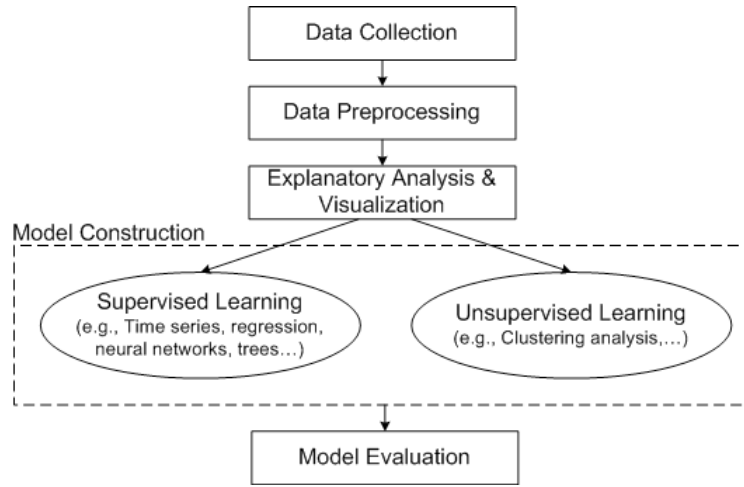 Data Collection
Data Preprocessing
Explanatory Analysis &
Visualization
Model Construction
Supervised Learning
(e.g., Time series, regression,
neural networks, trees…)
Unsupervised Learning
(e.g., Clustering analysis,…)
Model Evaluation